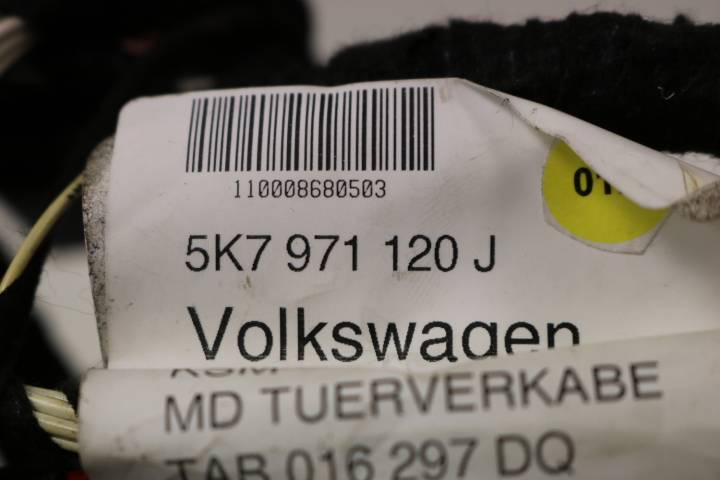 110008680503
5K7 971 120 J
Volkswagen
MD TUERVERKABE
TAB 016 297 DQ